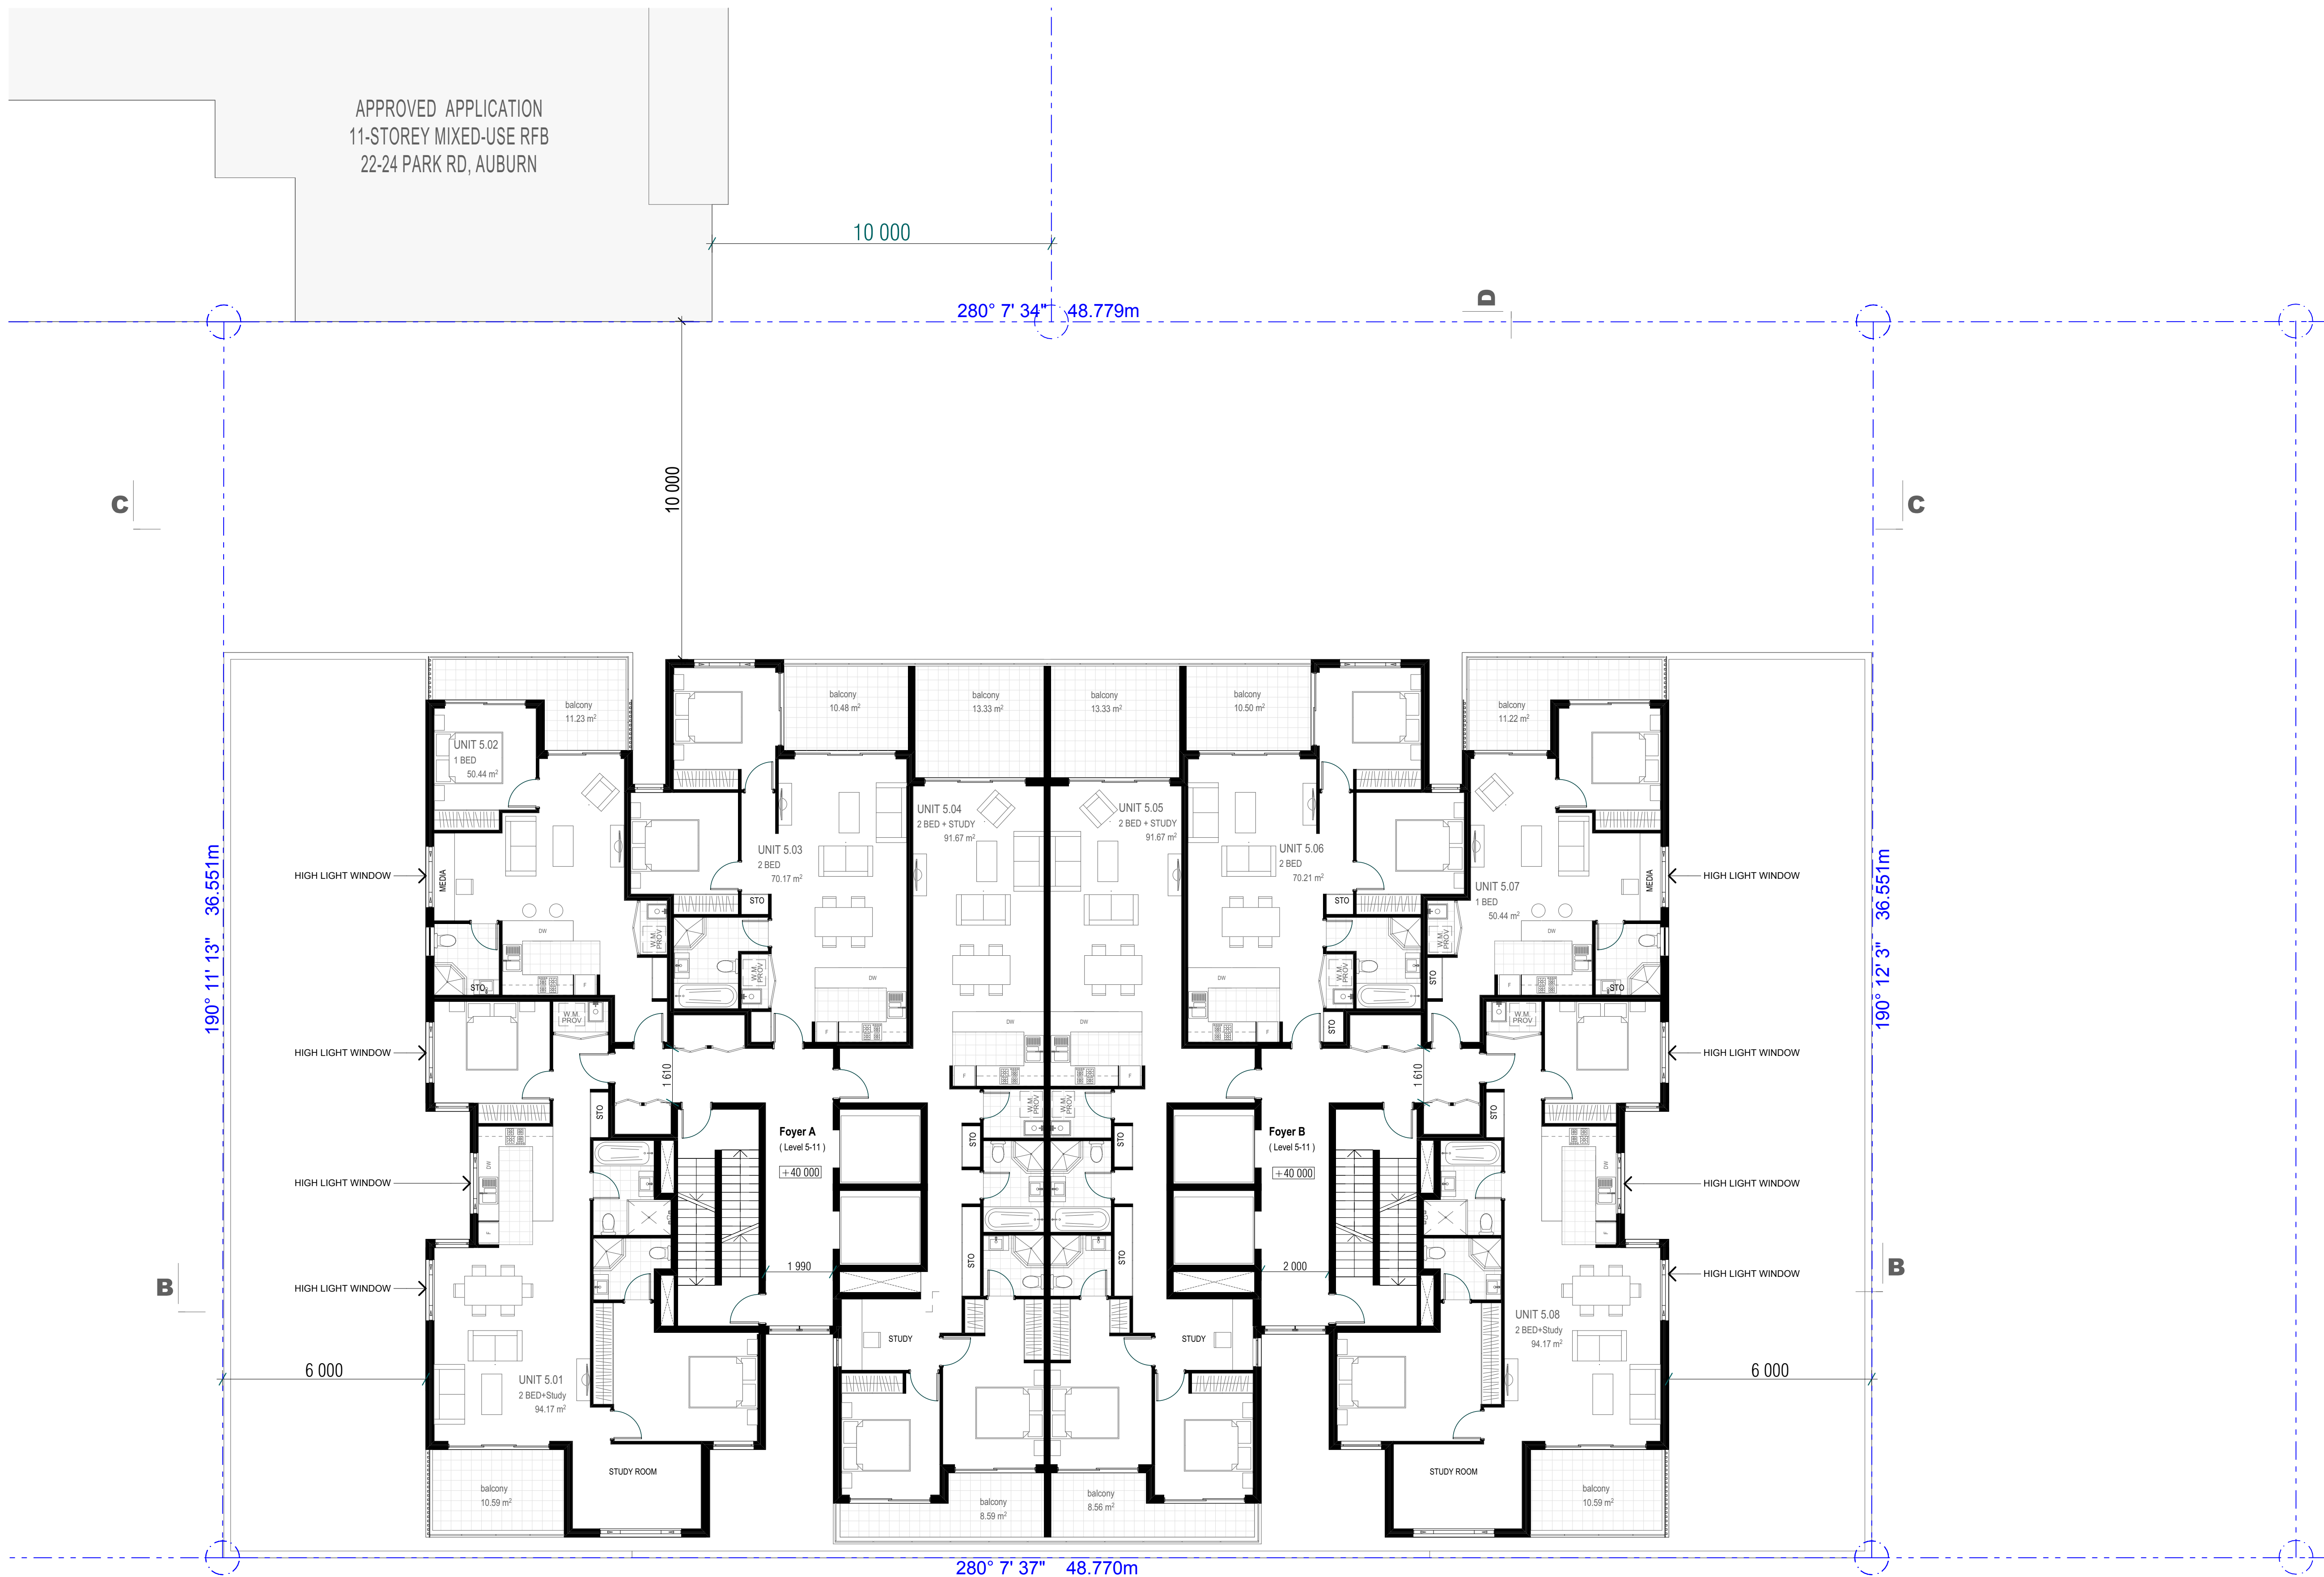 APPROVED APPLICATION
11-STOREY MIXED-USE RFB
22-24 PARK RD, AUBURN
10 000
280° 7' 34" 48.779m
D
10 000
C
C
balcony
11.23 m²
balcony
10.48 m²
balcony
13.33 m²
balcony
13.33 m²
balcony
10.50 m²
balcony
11.22 m²
UNIT 5.02
1 BED
50.44 m²
UNIT 5.03
2 BED
70.17 m²
UNIT 5.04
2 BED + STUDY
91.67 m²
UNIT 5.05
2 BED + STUDY
91.67 m²
UNIT 5.06
2 BED
70.21 m²
UNIT 5.07
1 BED
50.44 m²
HIGH LIGHT WINDOW
MEDIA
STO
STO
MEDIA
HIGH LIGHT WINDOW
190° 11' 13" 36.551m
190° 12' 3" 36.551m
DW
W.M.
PROV
W.M.
PROV
DW
DW
W.M.
PROV
W.M.
PROV
DW
STO
F
F
DW
DW
F
STO
F
STO
STO
W.M.
PROV
F
F
W.M.
PROV
HIGH LIGHT WINDOW
1 610
1 610
HIGH LIGHT WINDOW
STO
W.M.
PROV
W.M.
PROV
STO
Foyer A
( Level 5-11 )
+40 000
STO
STO
Foyer B
( Level 5-11 )
+40 000
HIGH LIGHT WINDOW
DW
DW
HIGH LIGHT WINDOW
F
F
STO
STO
1 990
2 000
HIGH LIGHT WINDOW
HIGH LIGHT WINDOW
B
B
STUDY
STUDY
UNIT 5.01
2 BED+Study
94.17 m²
UNIT 5.08
2 BED+Study
94.17 m²
6 000
6 000
STUDY ROOM
STUDY ROOM
balcony
10.59 m²
balcony
8.59 m²
balcony
8.56 m²
balcony
10.59 m²
280° 7' 37" 48.770m